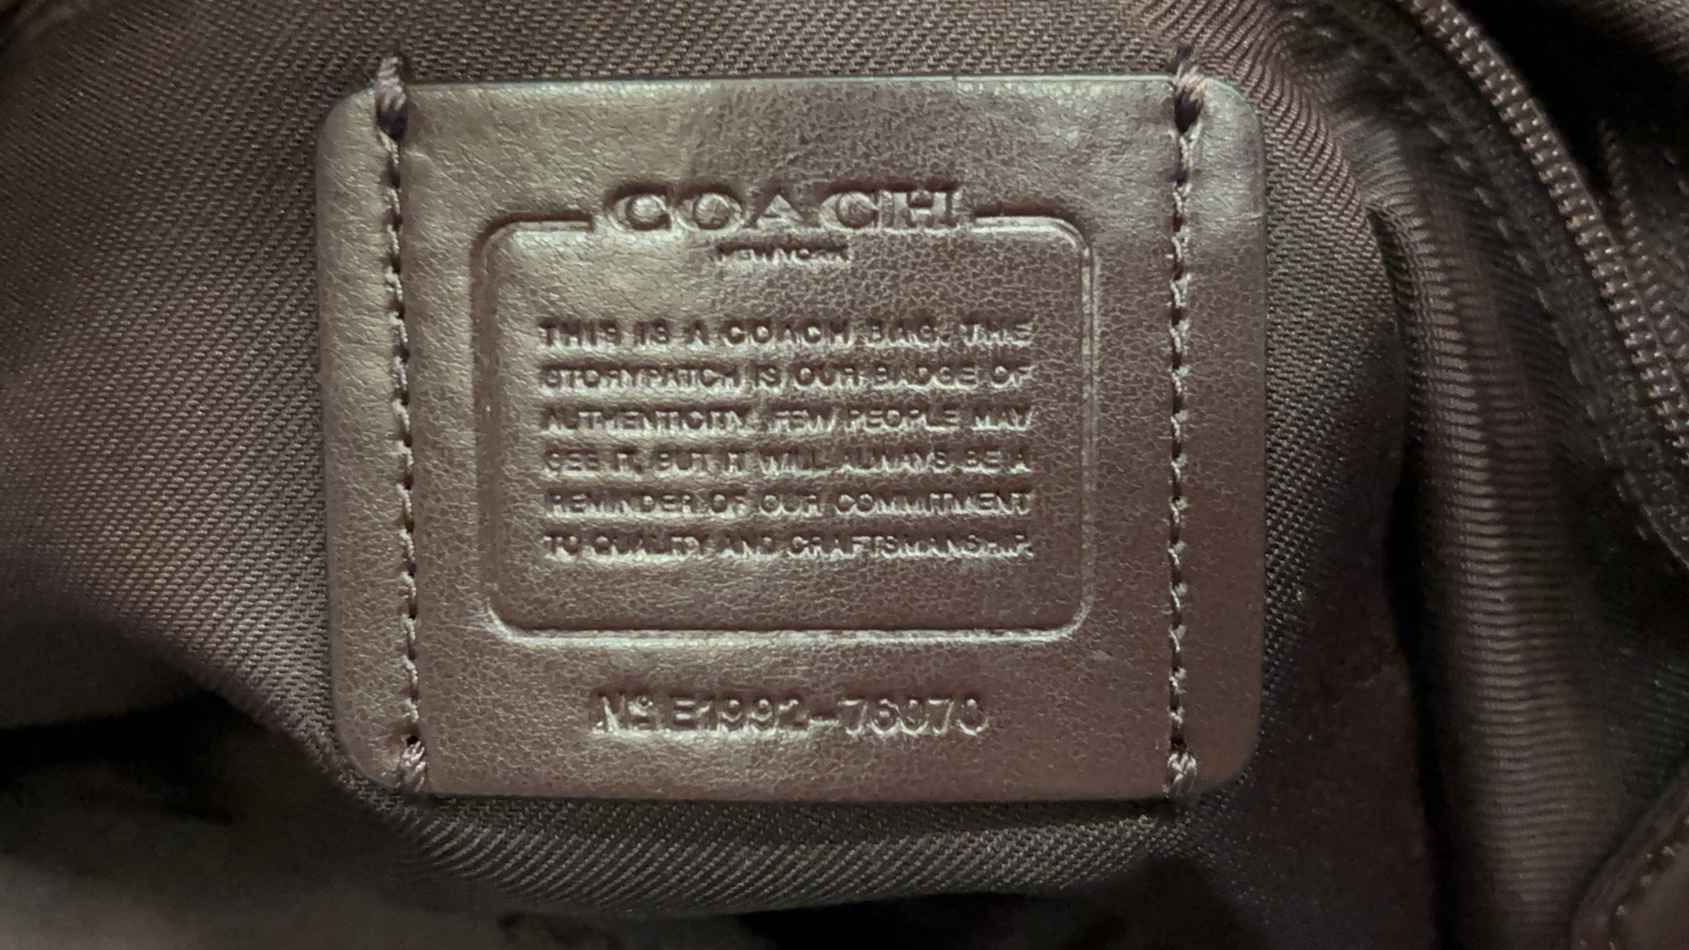 COACH
NEW YORK
THIS IS A COACH BAG. THE
STORYPATCH IS OUR BADGE OF
AUTHENTICITY. FEW PEOPLE MAY
SEE IT, BUT IT WILL ALWAYS BE A
REMINDER OF OUR COMMITMENT
TO QUALITY AND CRAFTSMANSHIP.
Nº E1992-76070